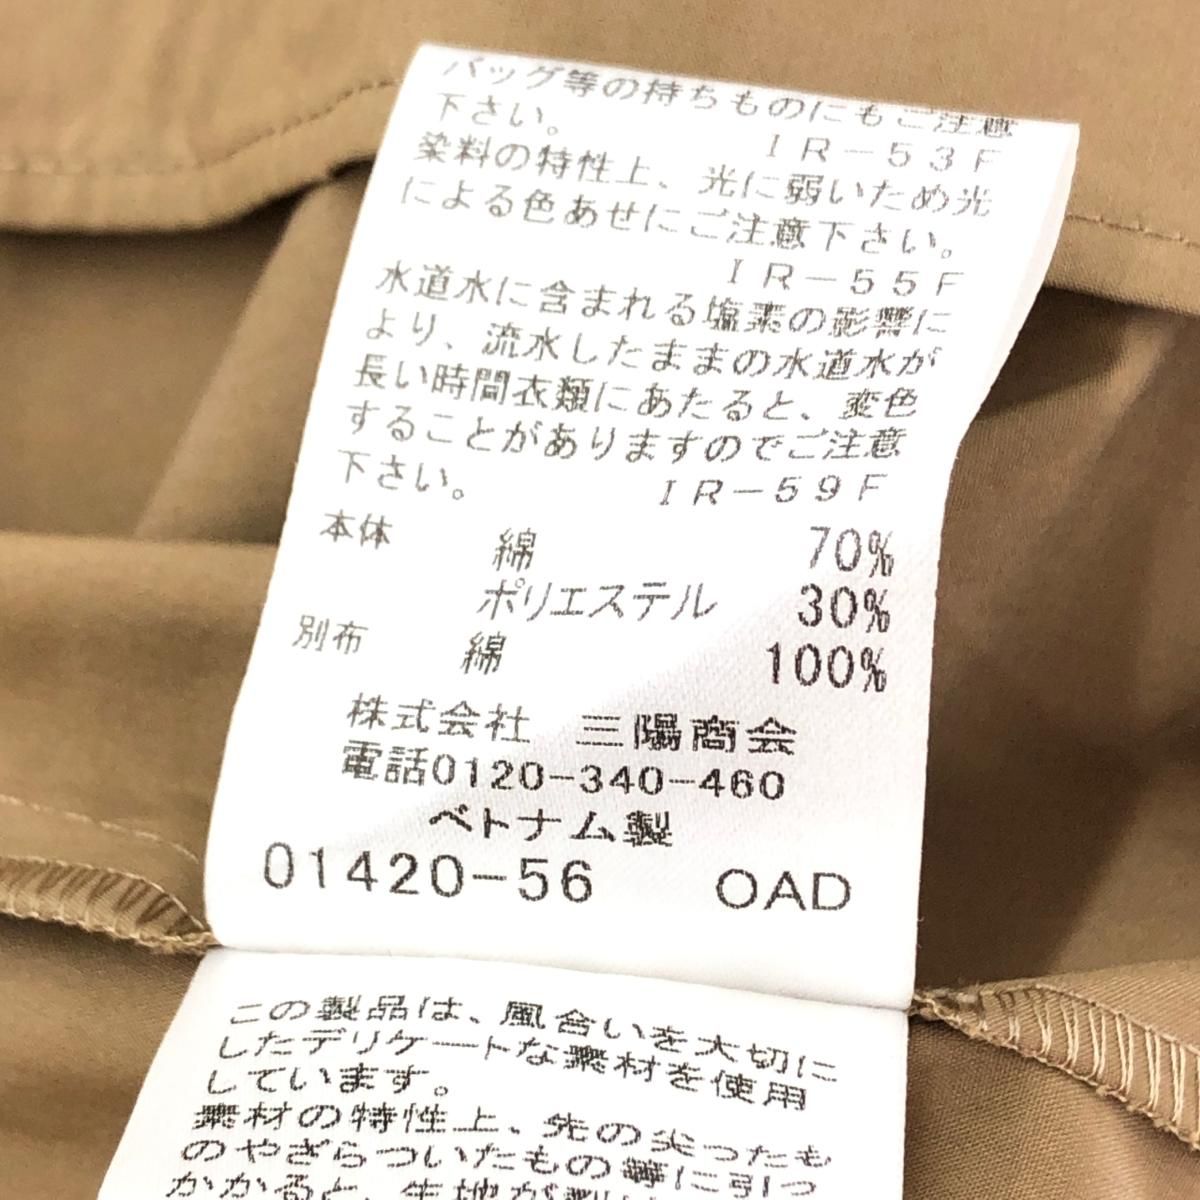 バッグ等の持ちものにもご注意
下さい。
IR-53F
染料の特性上、光に弱いため光
による色あせにご注意下さい。
IR-55F
水道水に含まれる塩素の影響に
より、流水したままの水道水が
長い時間衣類にあたると、変色
することがありますのでご注意
下さい。 IR-59F
本体 綿 70%
ポリエステル 30%
別布 綿 100%
株式会社 三陽商会
電話0120-340-460
ベトナム製
01420-56 OAD
この製品は、風合いを大切に
したデリケートな素材を使用
しています。
素材の特性上、先の尖ったも
のやざらついたもの等に引っ
かかると、生地が